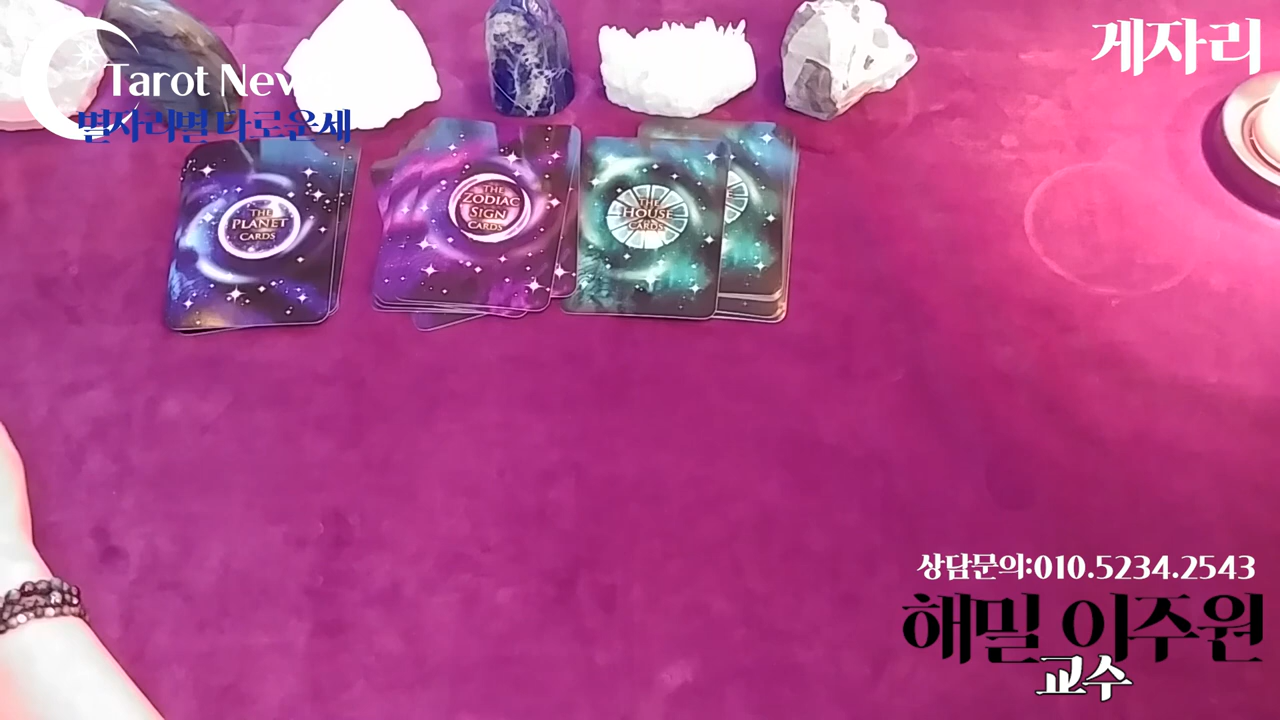 Tarot New
별자리별 타로운세
게자리
THE
PLANET
CARDS
THE
ZODIAC
SIGN
CARDS
THE
HOUSE
CARDS
상담문의:010.5234.2543
해밀 이주원
교수